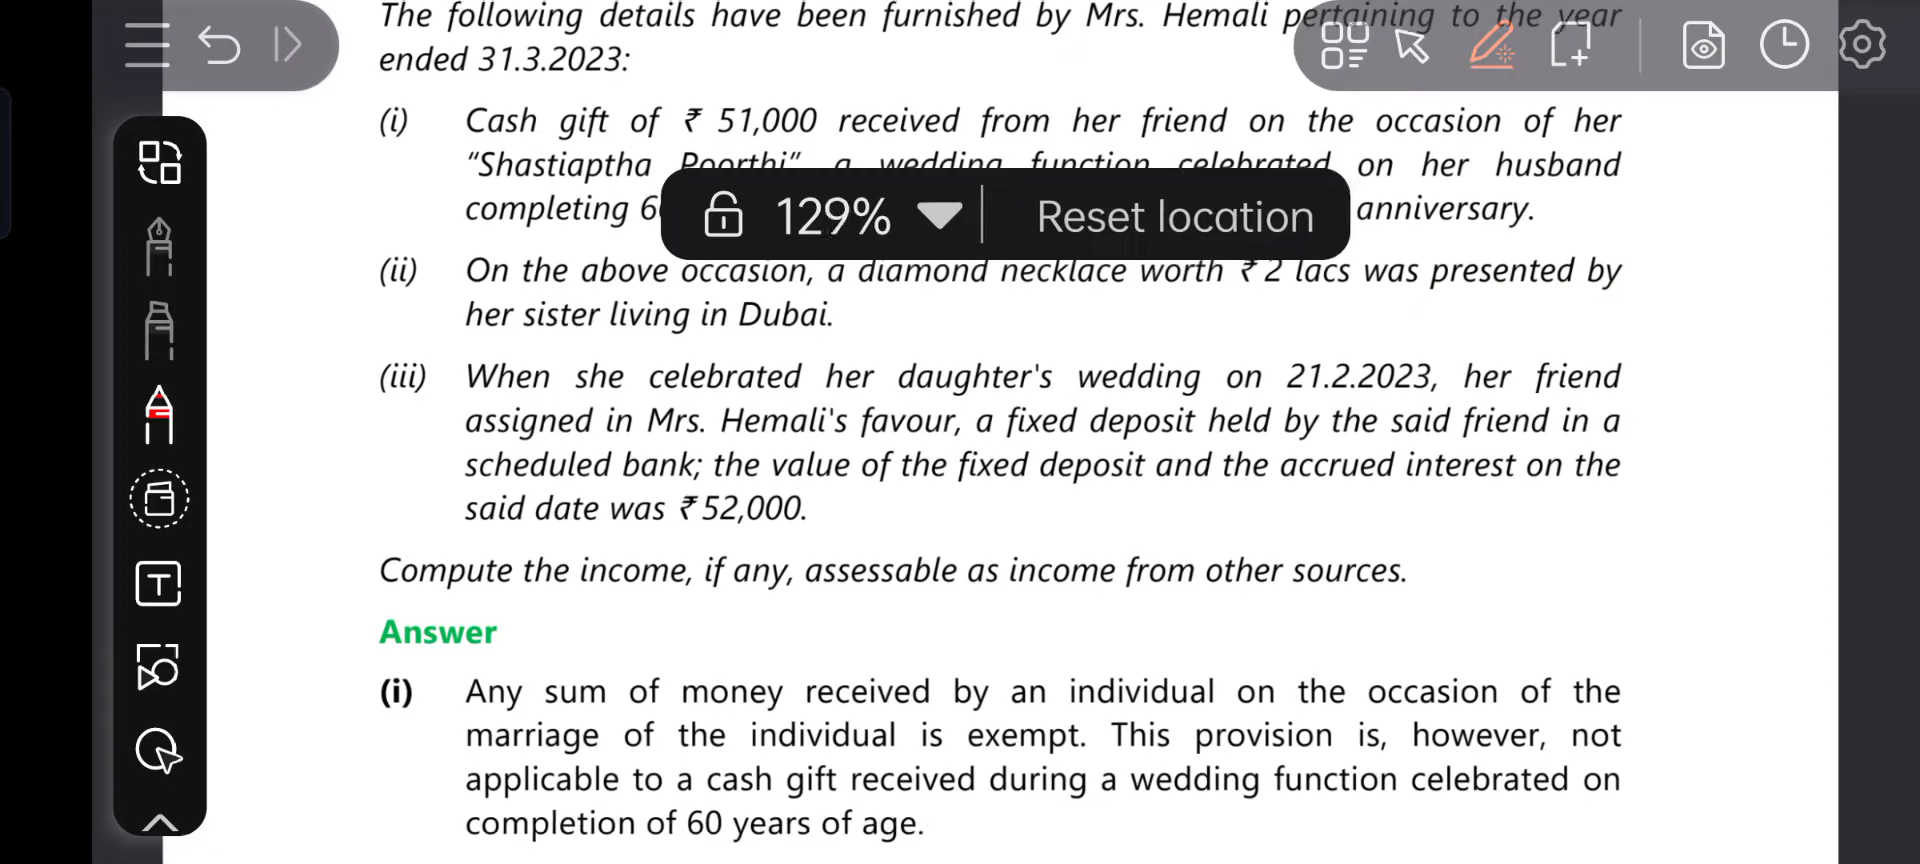 The following details have been furnished by Mrs. Hemali pertaining to the year
ended 31.3.2023:
(i) Cash gift of ₹ 51,000 received from her friend on the occasion of her
"Shastiaptha Poorthi", a wedding function celebrated on her husband
completing 6 anniversary.
129% Reset location
(ii) On the above occasion, a diamond necklace worth ₹ 2 lacs was presented by
her sister living in Dubai.
(iii) When she celebrated her daughter's wedding on 21.2.2023, her friend
assigned in Mrs. Hemali's favour, a fixed deposit held by the said friend in a
scheduled bank; the value of the fixed deposit and the accrued interest on the
said date was ₹ 52,000.
Compute the income, if any, assessable as income from other sources.
Answer
(i) Any sum of money received by an individual on the occasion of the
marriage of the individual is exempt. This provision is, however, not
applicable to a cash gift received during a wedding function celebrated on
completion of 60 years of age.